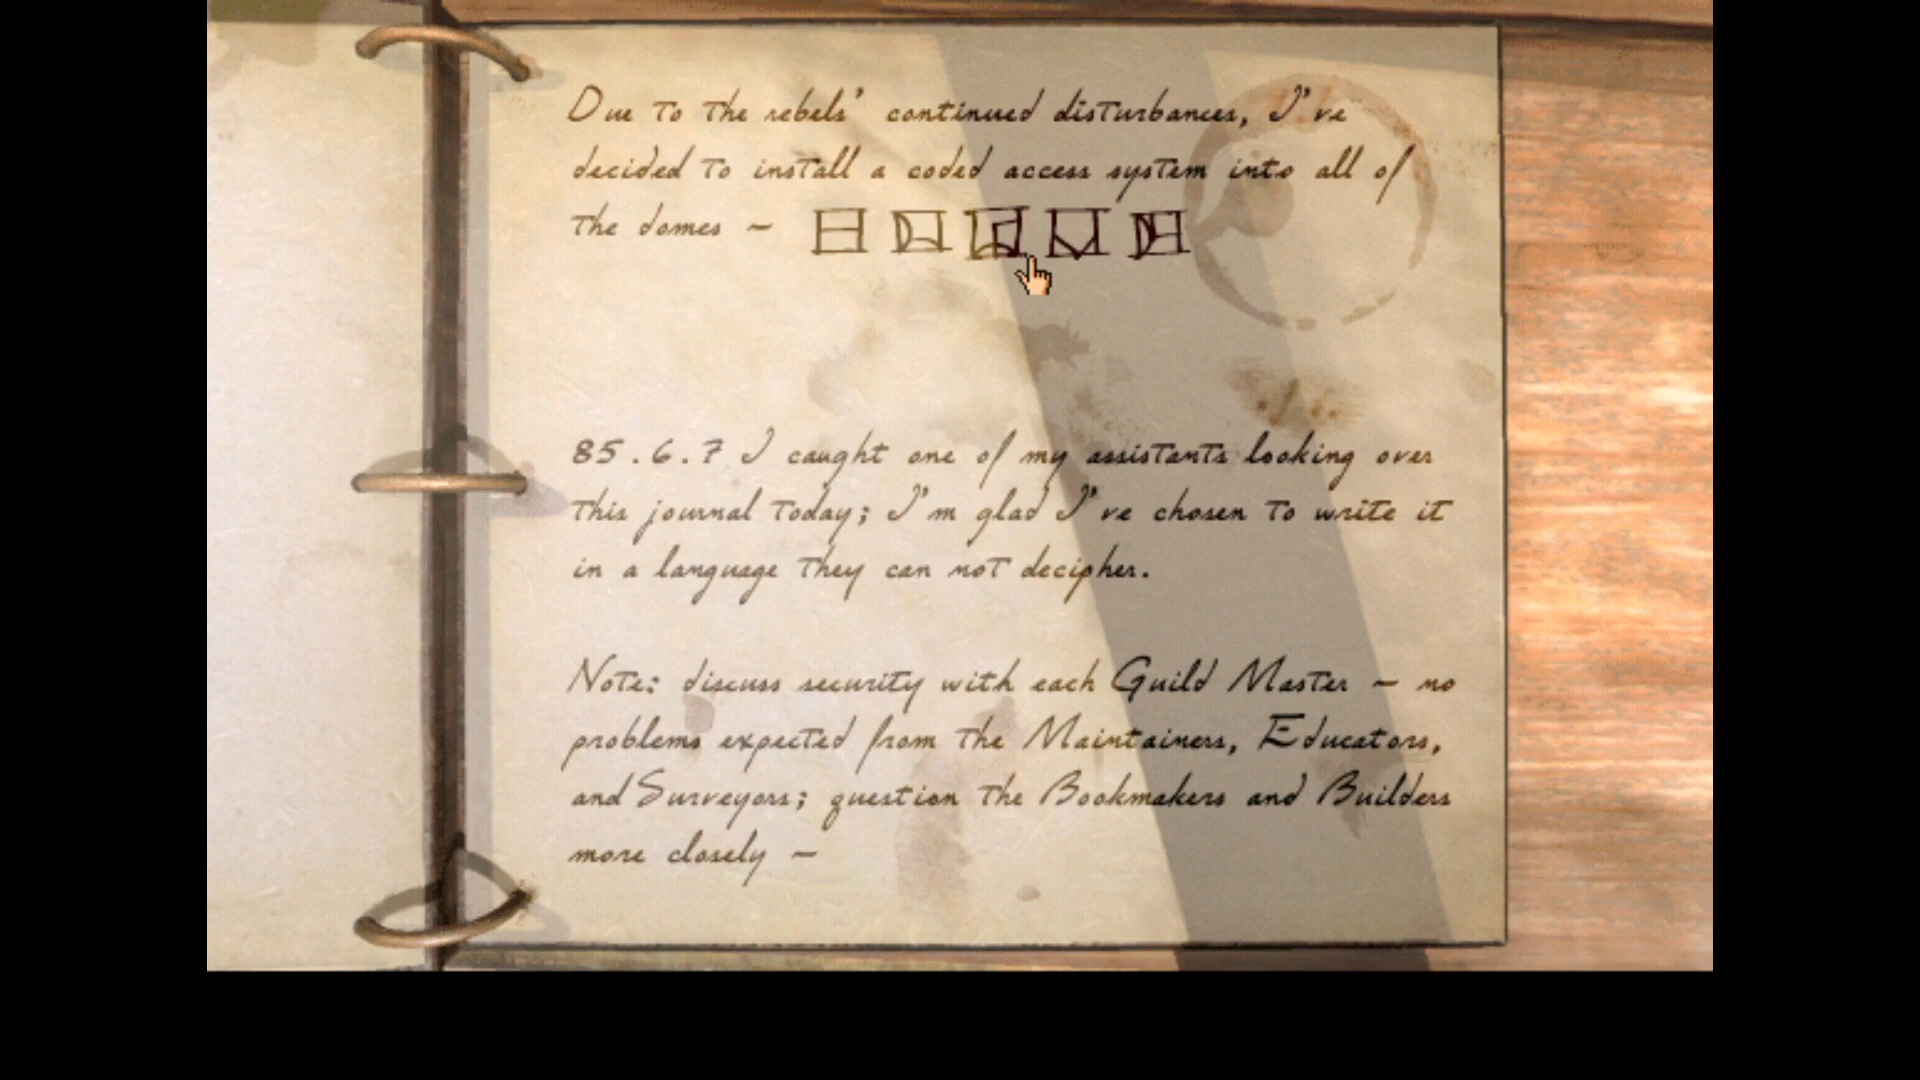 Due to the rebels' continued disturbances, I've
decided to install a coded access system into all of
the domes –
85.6.7 I caught one of my assistants looking over
this journal today; I'm glad I've chosen to write it
in a language they can not decipher.
Note: discuss security with each Guild Master – no
problems expected from the Maintainers, Educators,
and Surveyors; question the Bookmakers and Builders
more closely –